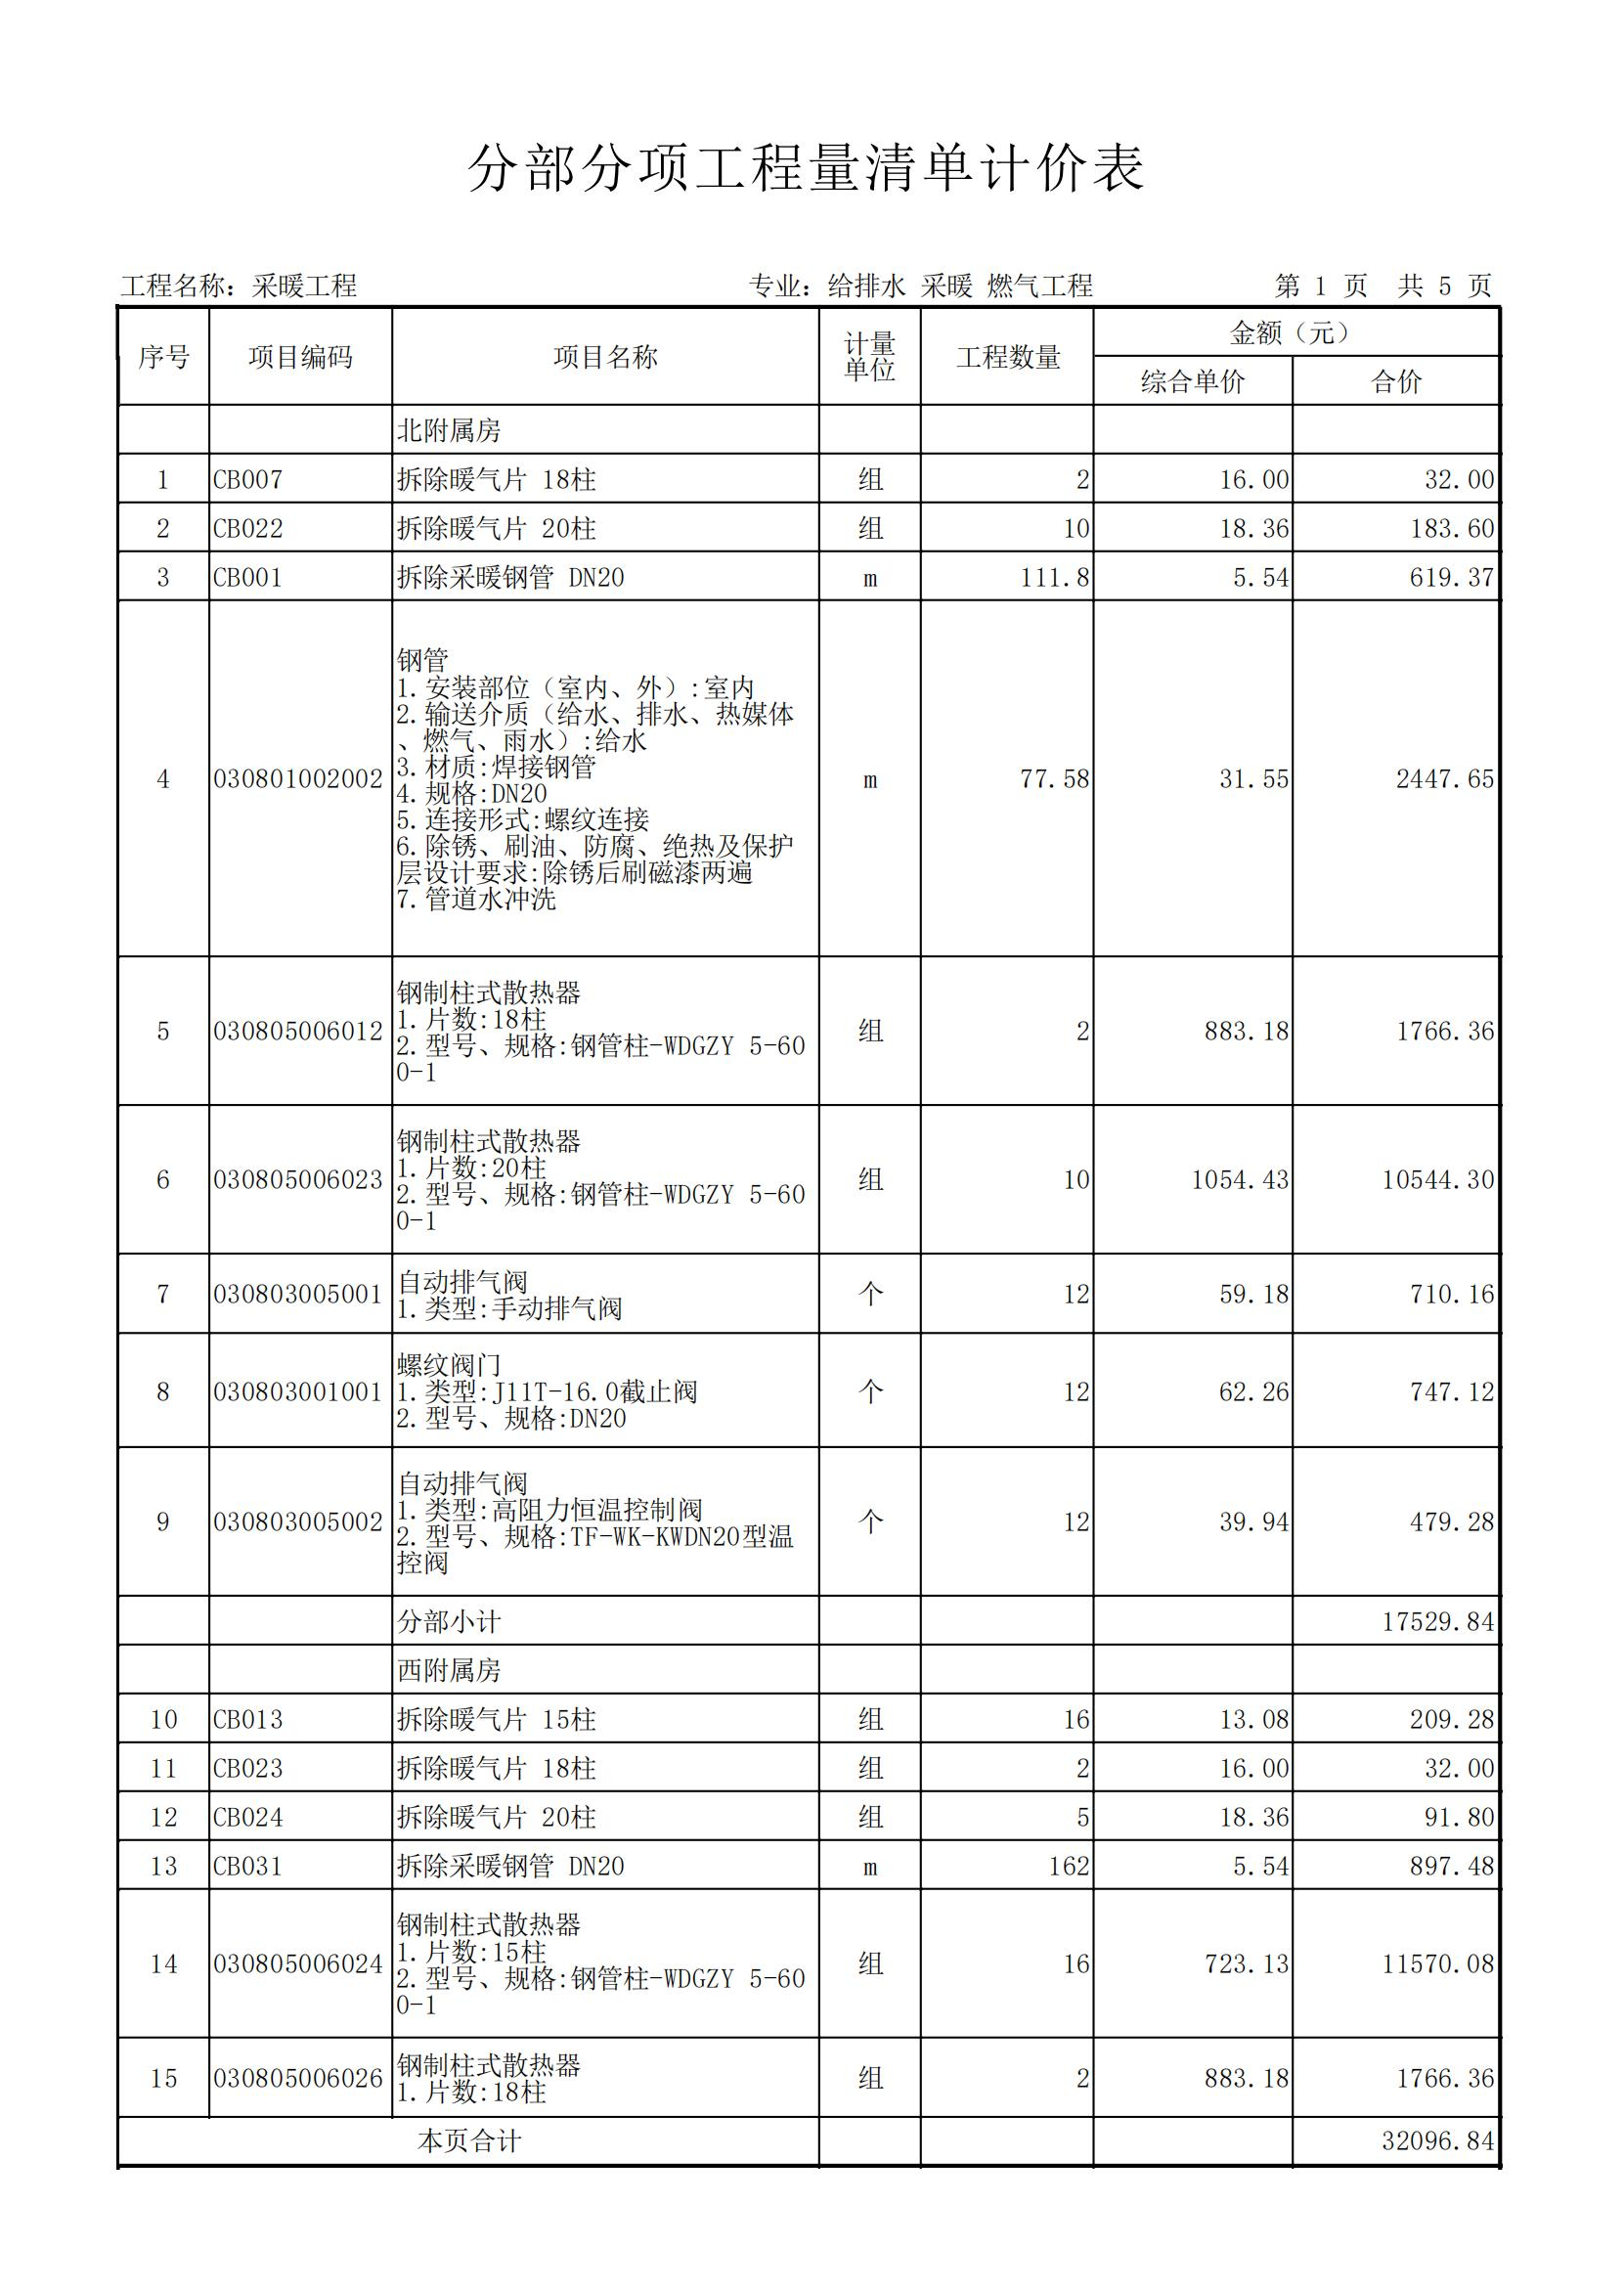 分部分项工程量清单计价表
工程名称：采暖工程 专业：给排水 采暖 燃气工程 第 1 页 共 5 页
序号 项目编码 项目名称 计量单位 工程数量 金额（元）
综合单价 合价
北附属房
1 CB007 拆除暖气片 18柱 组 2 16.00 32.00
2 CB022 拆除暖气片 20柱 组 10 18.36 183.60
3 CB001 拆除采暖钢管 DN20 m 111.8 5.54 619.37
4 030801002002 钢管
1.安装部位（室内、外）:室内
2.输送介质（给水、排水、热媒体
、燃气、雨水）:给水
3.材质:焊接钢管
4.规格:DN20
5.连接形式:螺纹连接
6.除锈、刷油、防腐、绝热及保护
层设计要求:除锈后刷磁漆两遍
7.管道水冲洗
m 77.58 31.55 2447.65
5 030805006012 钢制柱式散热器
1.片数:18柱
2.型号、规格:钢管柱-WDGZY 5-60
0-1
组 2 883.18 1766.36
6 030805006023 钢制柱式散热器
1.片数:20柱
2.型号、规格:钢管柱-WDGZY 5-60
0-1
组 10 1054.43 10544.30
7 030803005001 自动排气阀
1.类型:手动排气阀
个 12 59.18 710.16
8 030803001001 螺纹阀门
1.类型:J11T-16.0截止阀
2.型号、规格:DN20
个 12 62.26 747.12
9 030803005002 自动排气阀
1.类型:高阻力恒温控制阀
2.型号、规格:TF-WK-KWDN20型温
控阀
个 12 39.94 479.28
分部小计 17529.84
西附属房
10 CB013 拆除暖气片 15柱 组 16 13.08 209.28
11 CB023 拆除暖气片 18柱 组 2 16.00 32.00
12 CB024 拆除暖气片 20柱 组 5 18.36 91.80
13 CB031 拆除采暖钢管 DN20 m 162 5.54 897.48
14 030805006024 钢制柱式散热器
1.片数:15柱
2.型号、规格:钢管柱-WDGZY 5-60
0-1
组 16 723.13 11570.08
15 030805006026 钢制柱式散热器
1.片数:18柱
组 2 883.18 1766.36
本页合计 32096.84